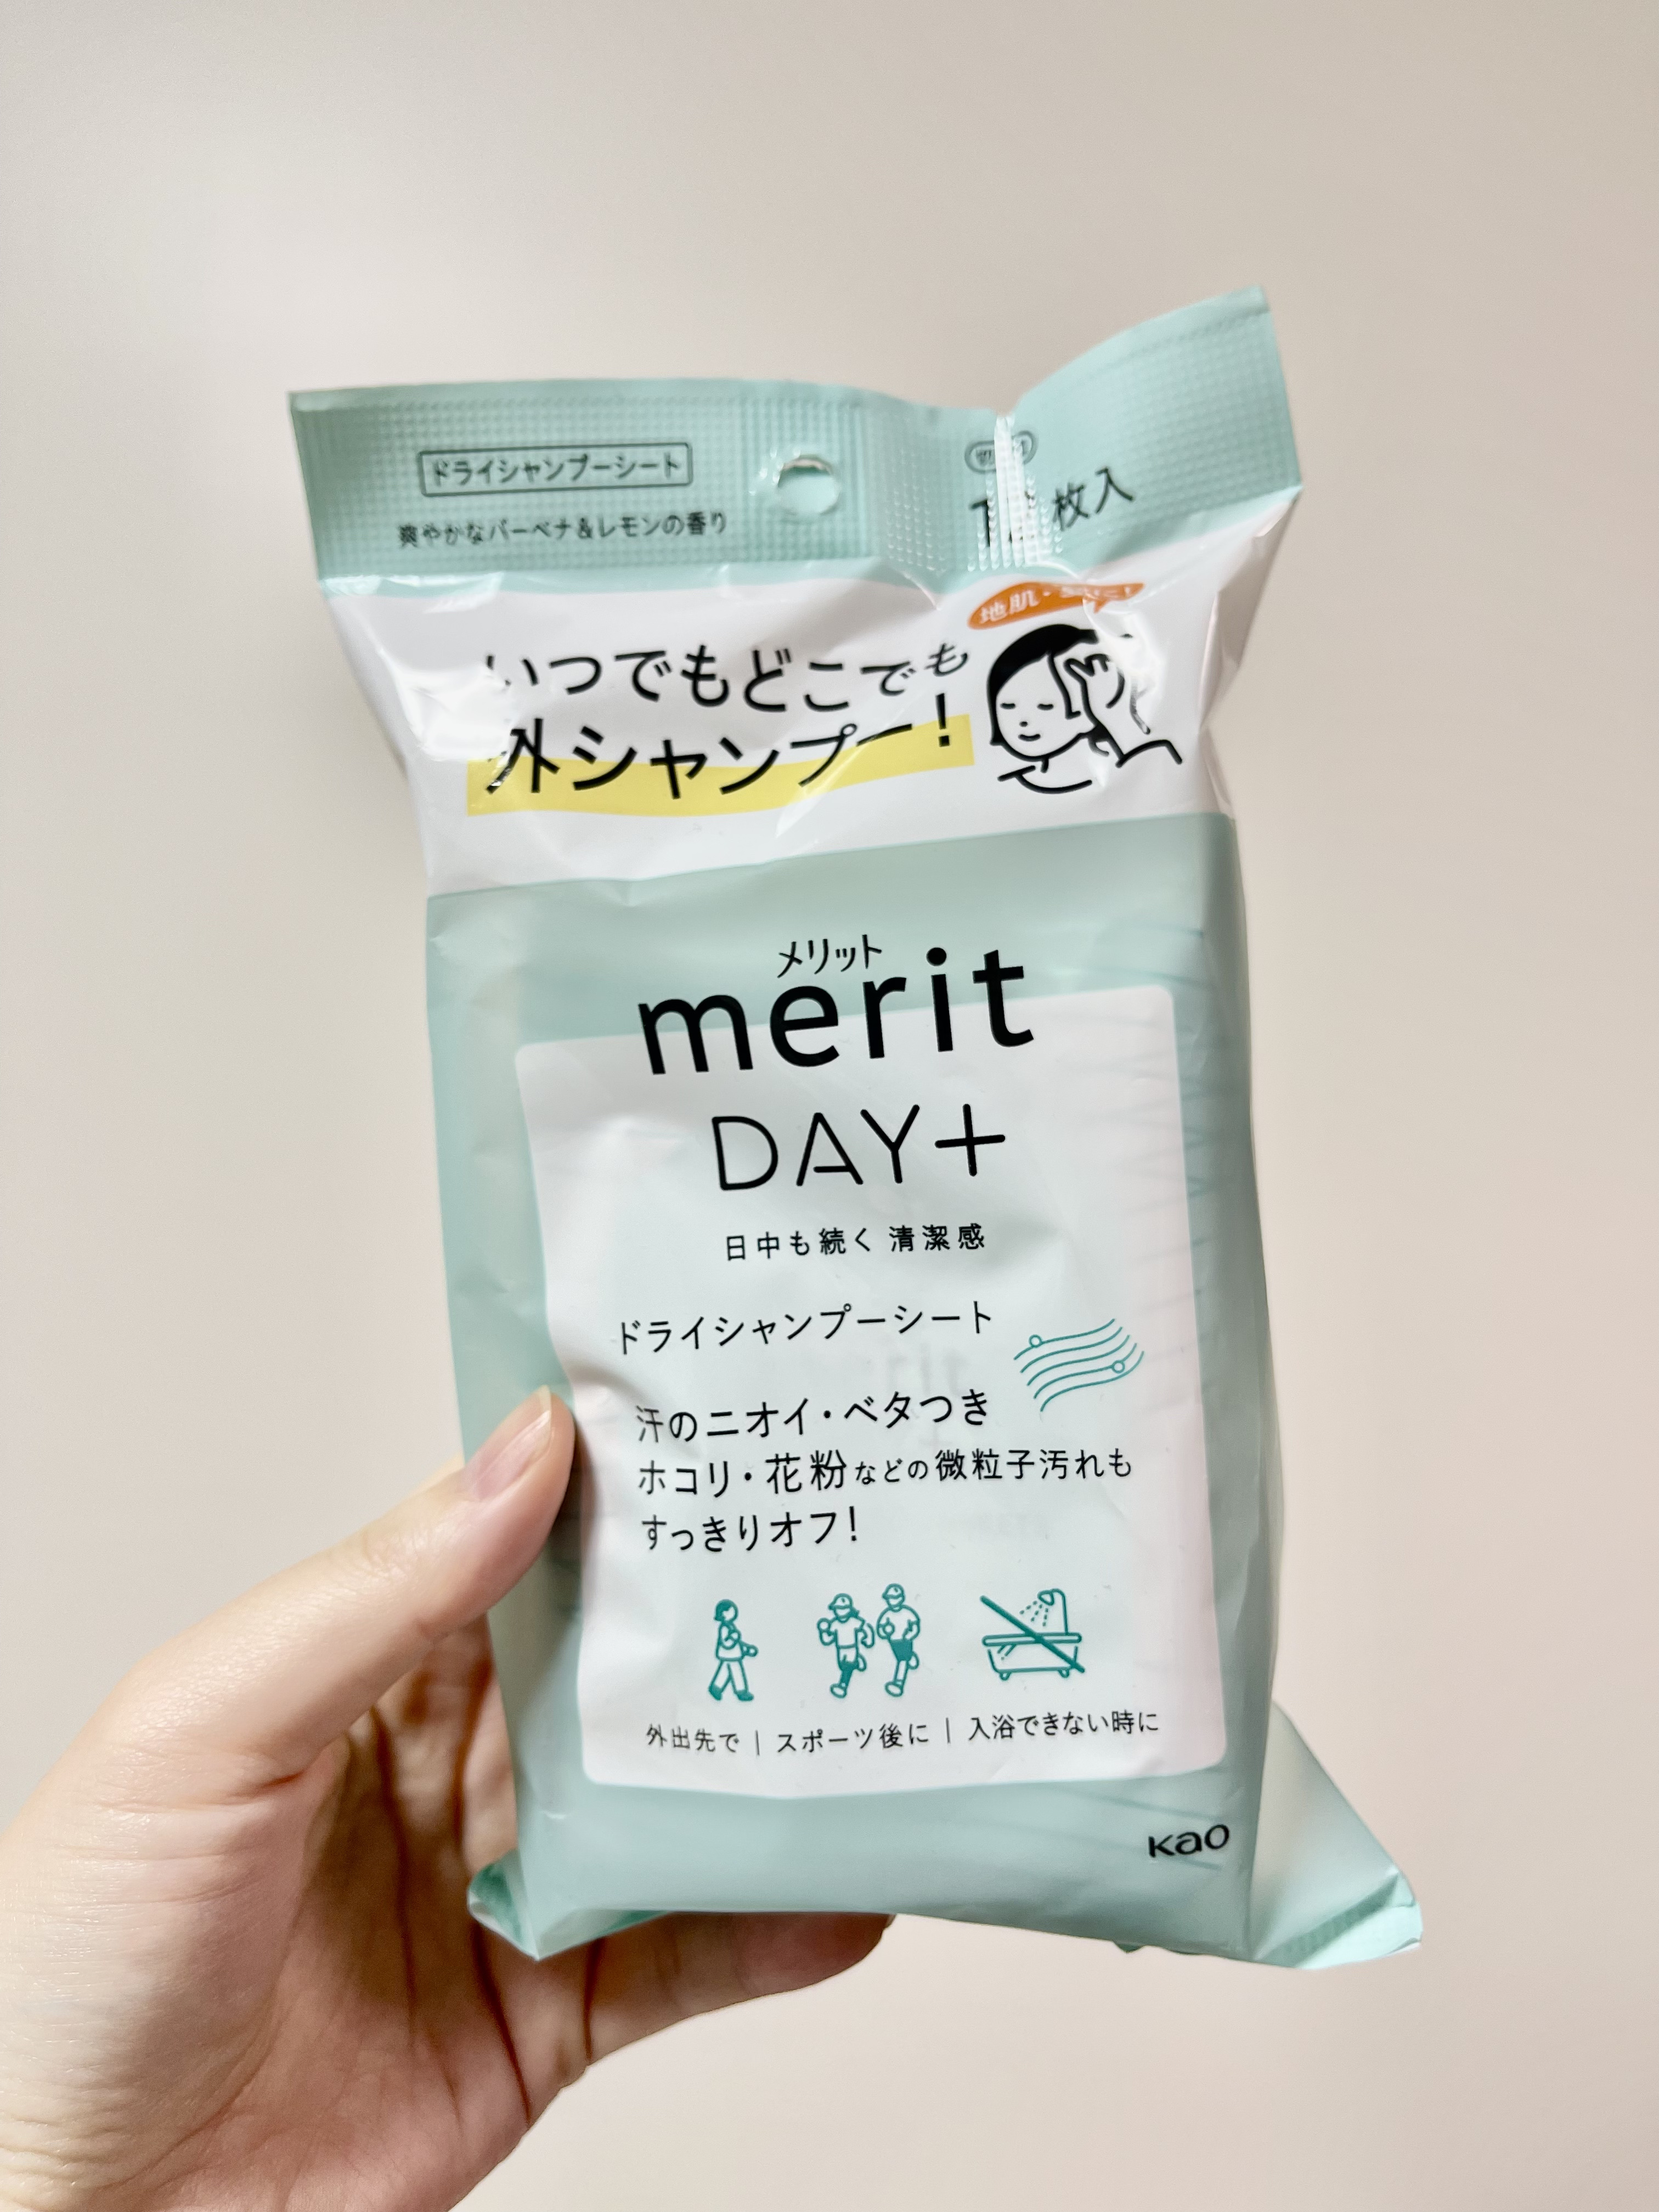 ドライシャンプーシート
爽やかなバーベナ＆レモンの香り
枚入
地肌・
いつでもどこでも
外シャンプー！
メリット
merit
DAY+
日中も続く 清潔感
ドライシャンプーシート
汗のニオイ・ベタつき
ホコリ・花粉などの微粒子汚れも
すっきりオフ！
外出先で｜スポーツ後に｜入浴できない時に
Kao